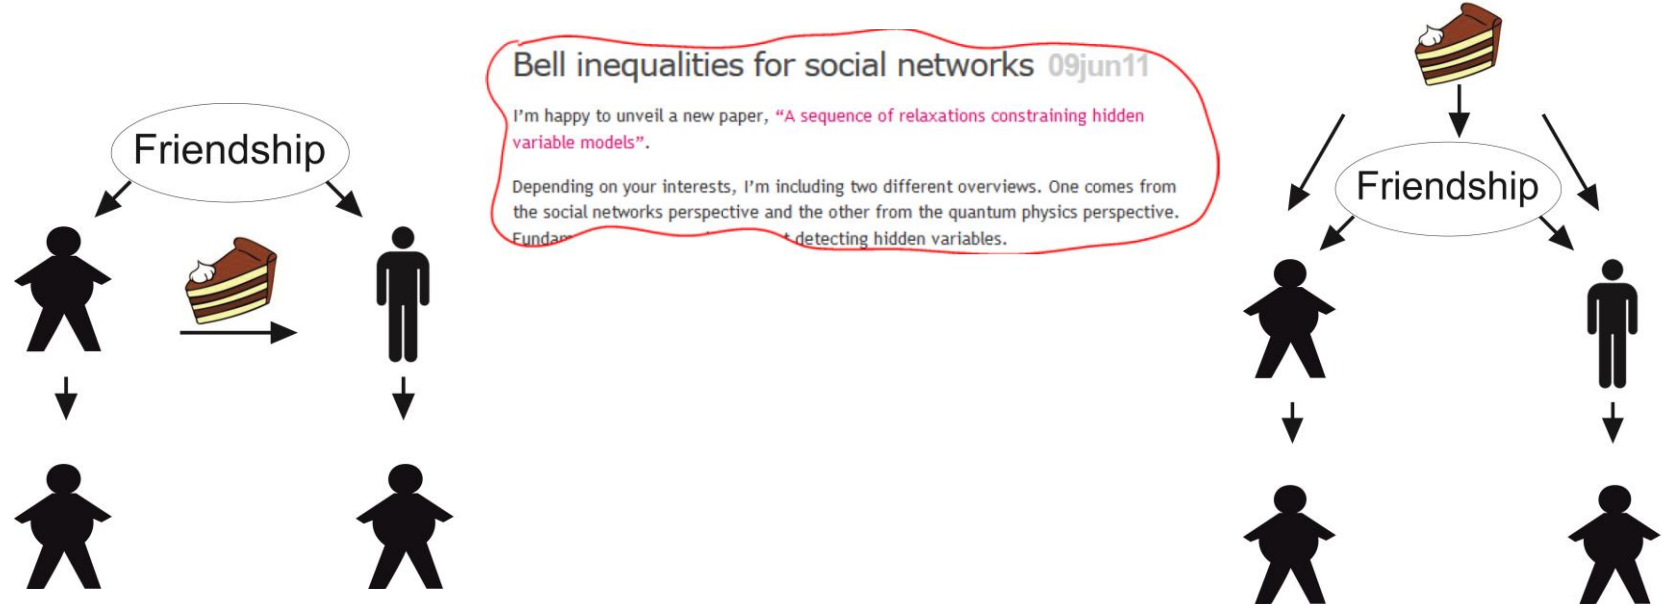 Friendship
Bell inequalities for social networks 09jun11
I'm happy to unveil a new paper, “A sequence of relaxations constraining hidden
variable models”.
Depending on your interests, I'm including two different overviews. One comes from
the social networks perspective and the other from the quantum physics perspective.
detecting hidden variables.
Friendship